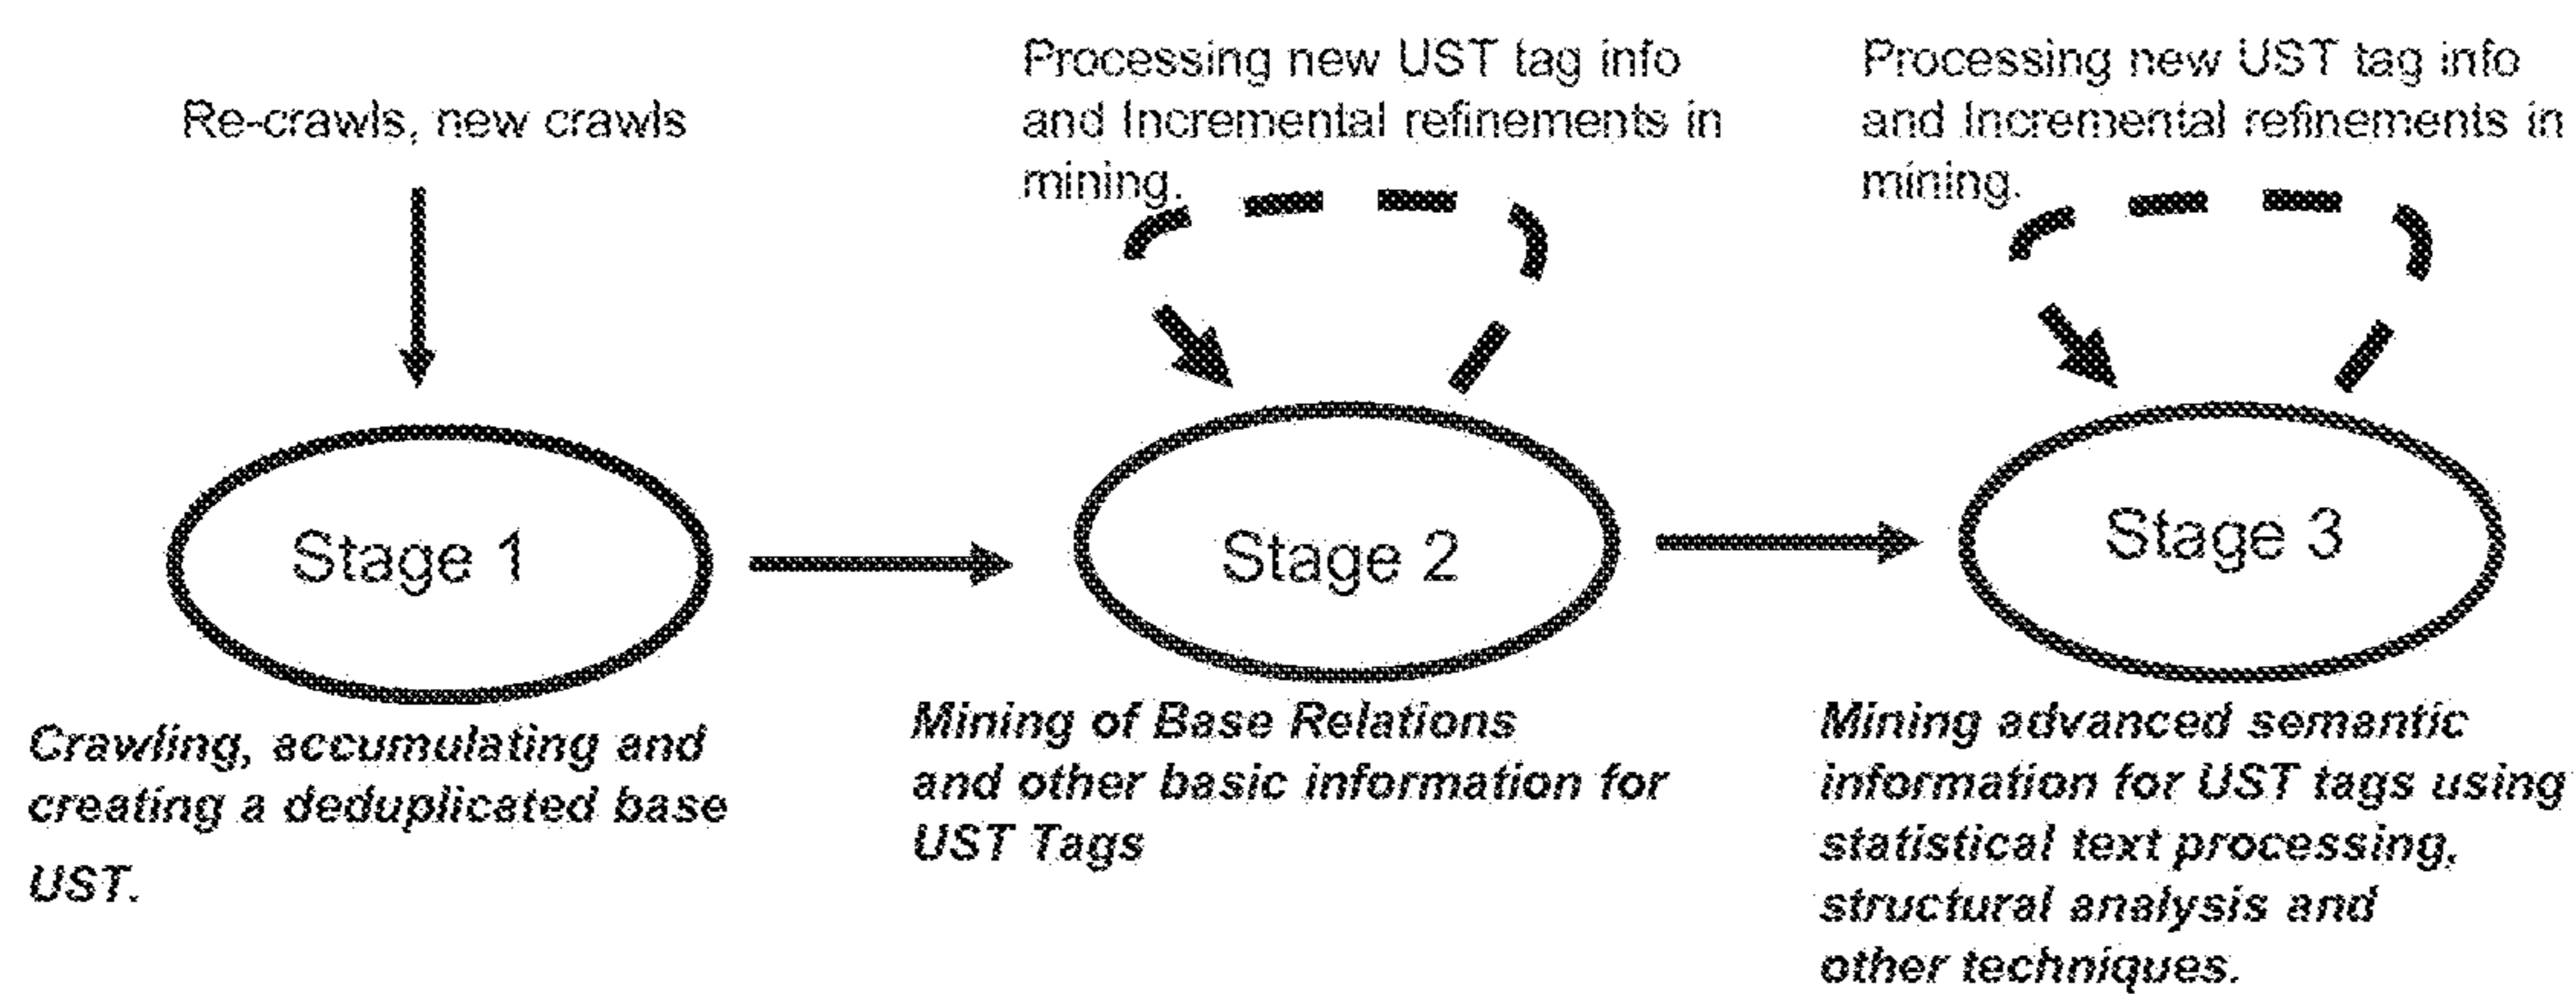 Re-crawls, new crawls
Processing new UST tag info
and Incremental refinements in
mining.
Processing new UST tag info
and Incremental refinements in
mining.
Stage 1
Stage 2
Stage 3
Crawling, accumulating and
creating a deduplicated base
UST.
Mining of Base Relations
and other basic information for
UST Tags
Mining advanced semantic
information for UST tags using
statistical text processing,
structural analysis and
other techniques.